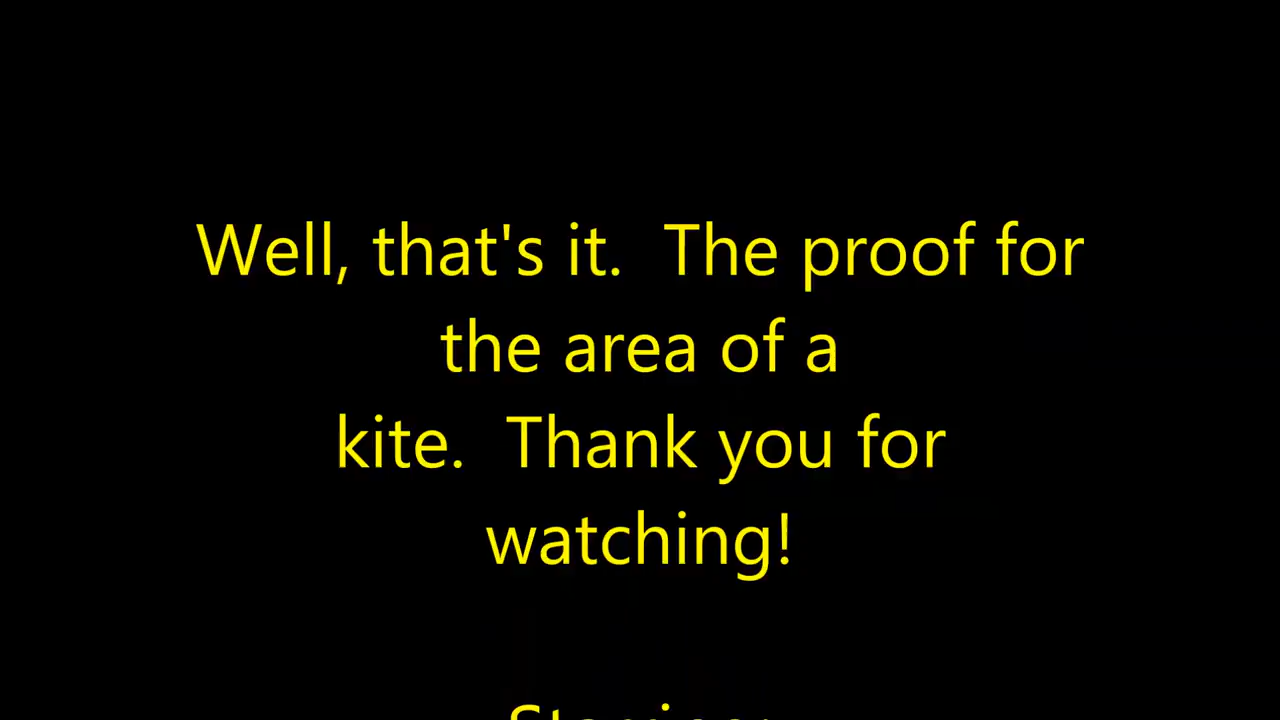 Well, that's it.  The proof for
the area of a
kite.  Thank you for
watching!